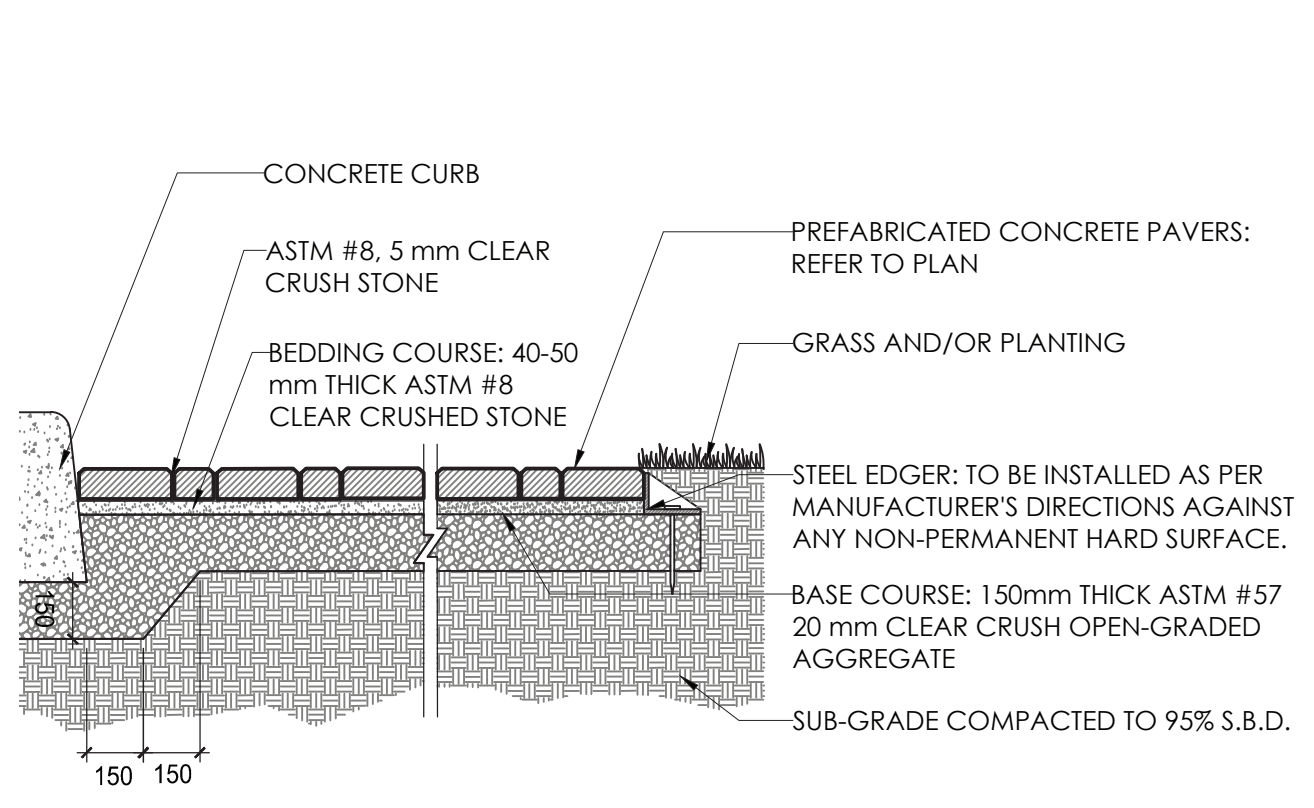 CONCRETE CURB
ASTM #8, 5 mm CLEAR
CRUSH STONE
BEDDING COURSE: 40-50
mm THICK ASTM #8
CLEAR CRUSHED STONE
PREFABRICATED CONCRETE PAVERS:
REFER TO PLAN
GRASS AND/OR PLANTING
STEEL EDGER: TO BE INSTALLED AS PER
MANUFACTURER'S DIRECTIONS AGAINST
ANY NON-PERMANENT HARD SURFACE.
BASE COURSE: 150mm THICK ASTM #57
20 mm CLEAR CRUSH OPEN-GRADED
AGGREGATE
SUB-GRADE COMPACTED TO 95% S.B.D.
150
150
150